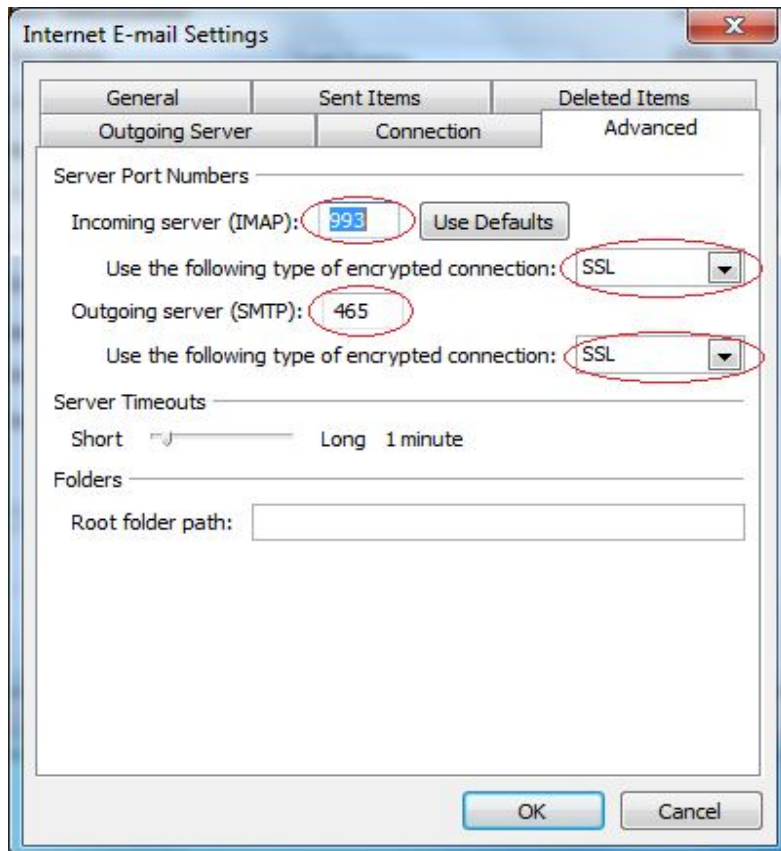 Internet E-mail Settings
General Sent Items Deleted Items
Outgoing Server Connection Advanced
Server Port Numbers
Incoming server (IMAP): 993 Use Defaults
Use the following type of encrypted connection: SSL
Outgoing server (SMTP): 465
Use the following type of encrypted connection: SSL
Server Timeouts
Short Long 1 minute
Folders
Root folder path:
OK Cancel